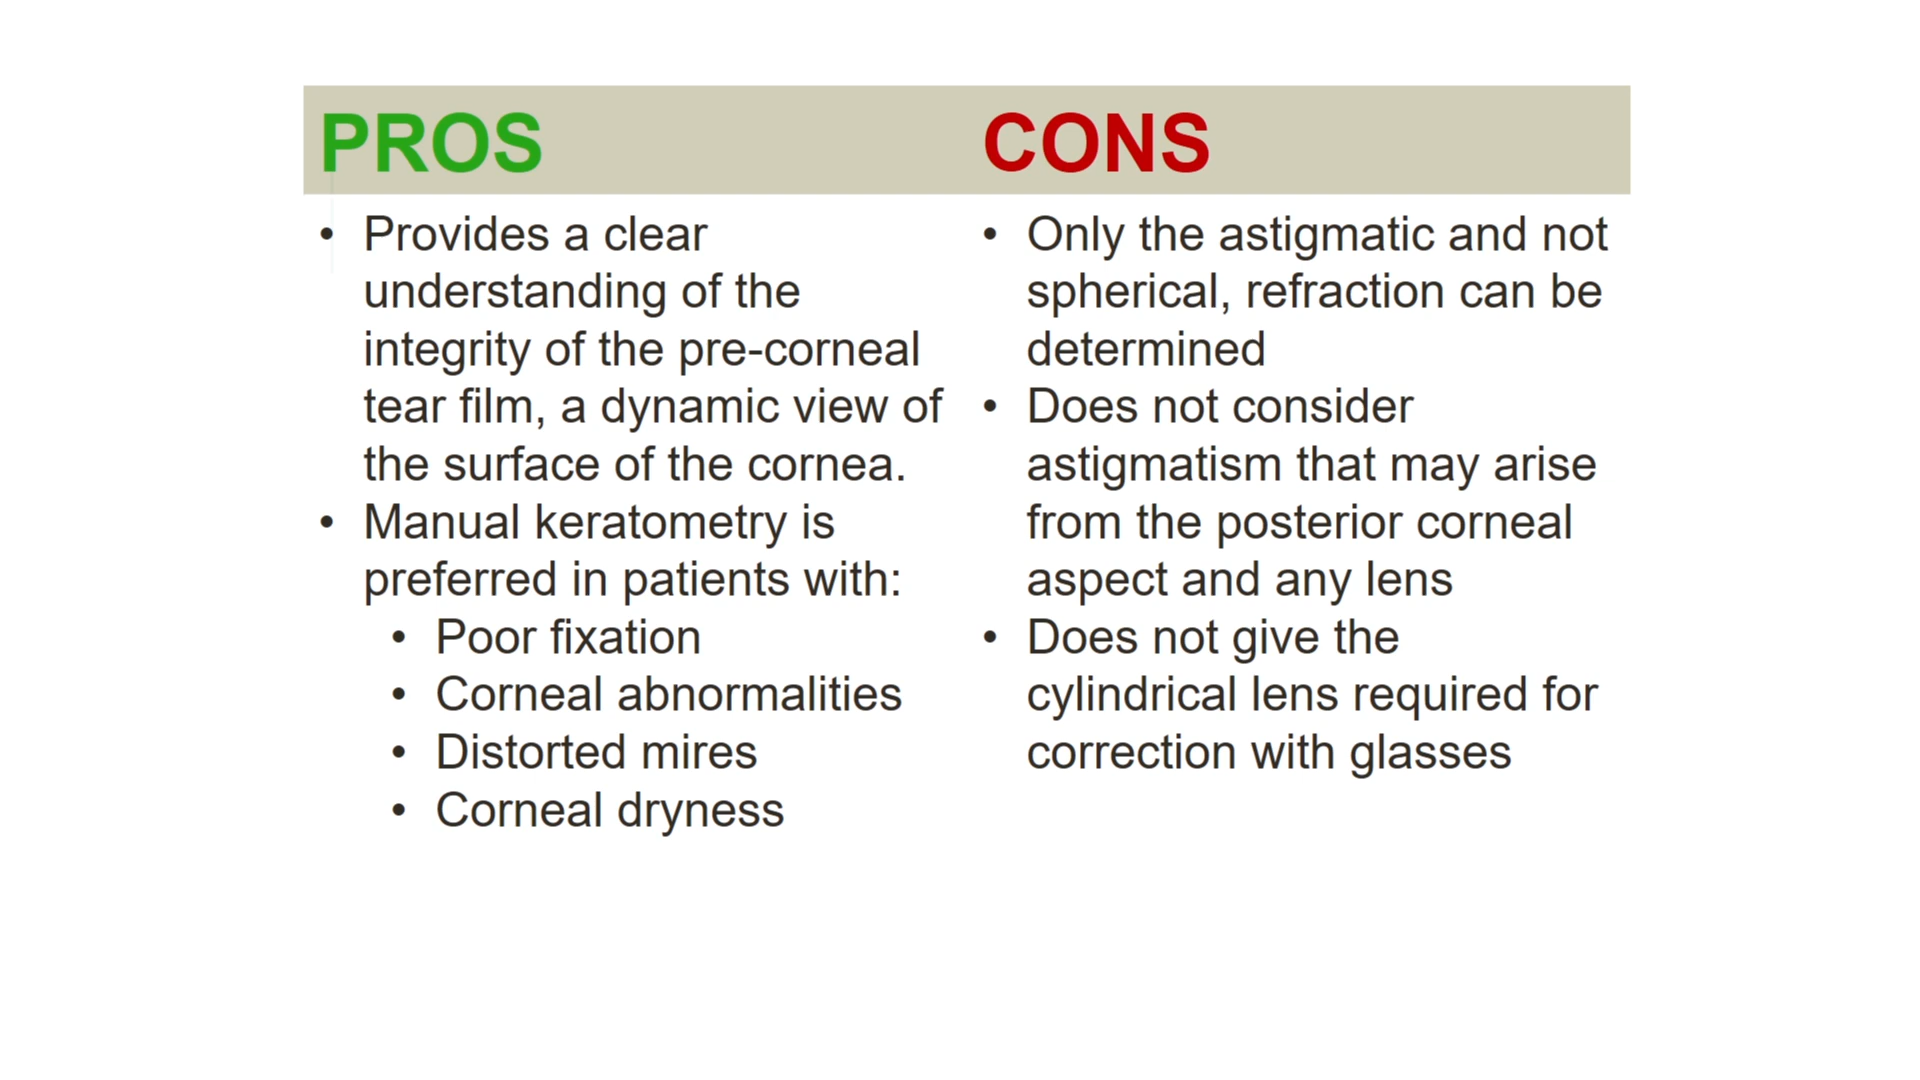 PROS
• Provides a clear
understanding of the
integrity of the pre-corneal
tear film, a dynamic view of
the surface of the cornea.
• Manual keratometry is
preferred in patients with:
• Poor fixation
• Corneal abnormalities
• Distorted mires
• Corneal dryness
CONS
• Only the astigmatic and not
spherical, refraction can be
determined
• Does not consider
astigmatism that may arise
from the posterior corneal
aspect and any lens
• Does not give the
cylindrical lens required for
correction with glasses